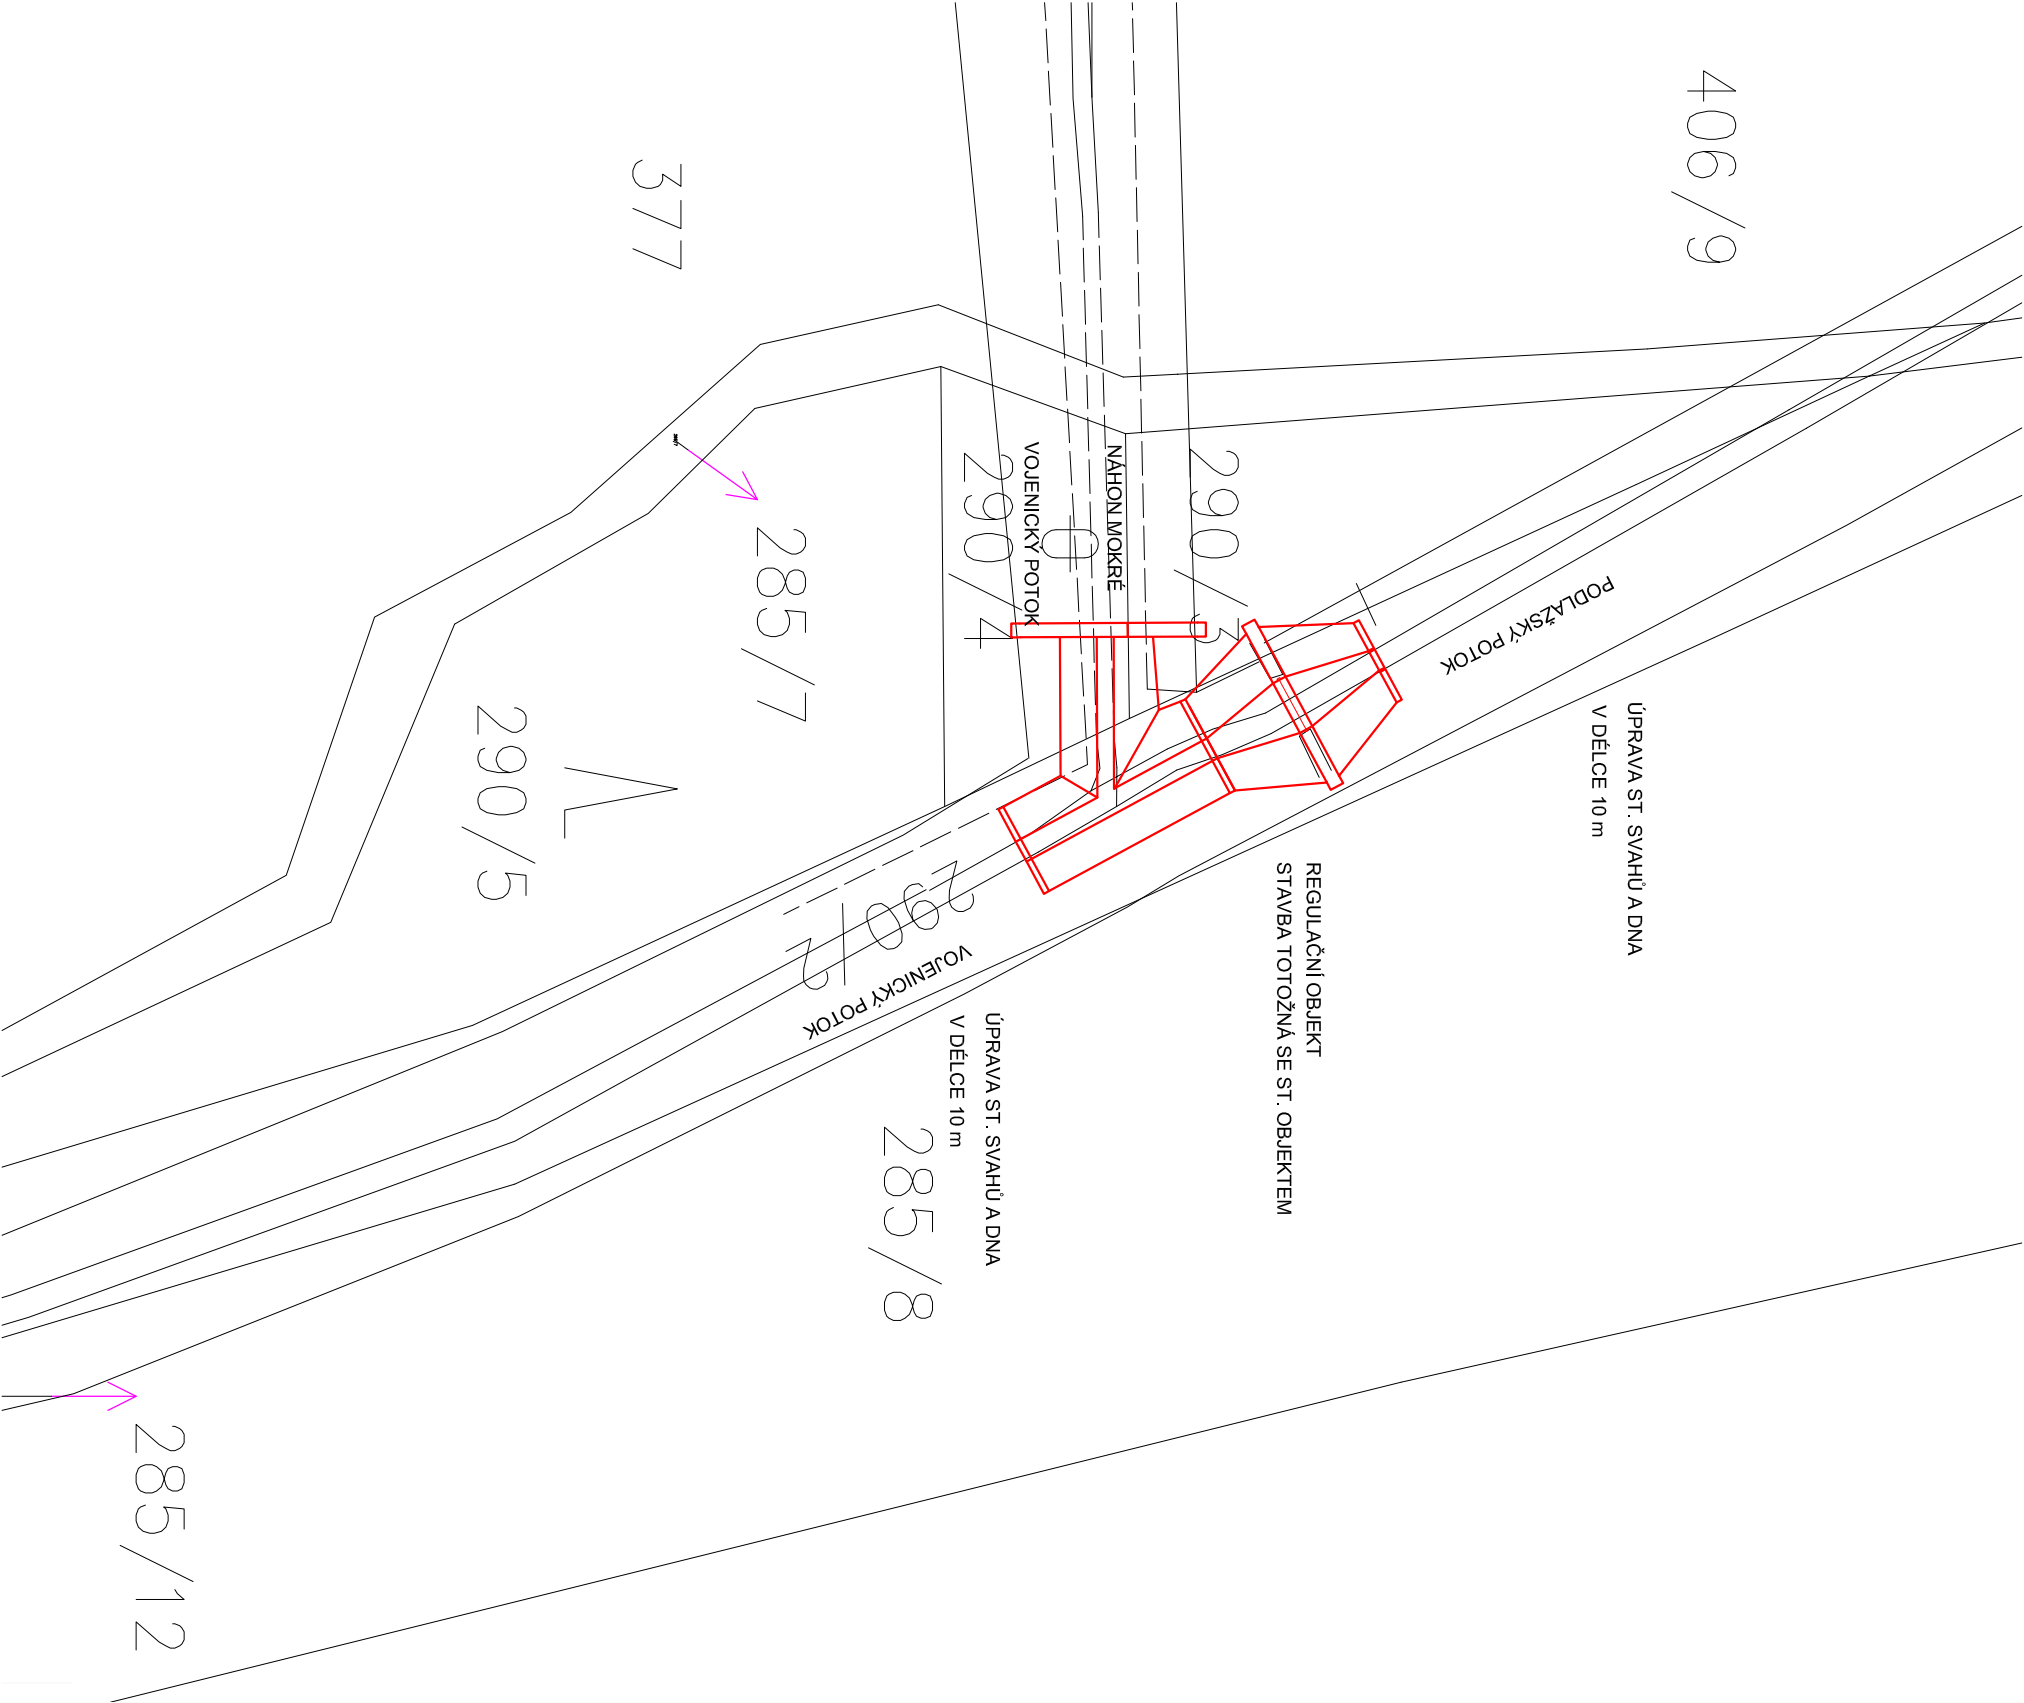 406/9
377
290/3
NÁHON MOKRÉ
VOJENICKÝ POTOK
290/4
285/7
290/5
PODLAŽSKÝ POTOK
ÚPRAVA ST. SVAHŮ A DNA
V DÉLCE 10 m
REGULAČNÍ OBJEKT
STAVBA TOTOŽNÁ SE ST. OBJEKTEM
290/2
VOJENICKÝ POTOK
ÚPRAVA ST. SVAHŮ A DNA
V DÉLCE 10 m
285/8
285/12